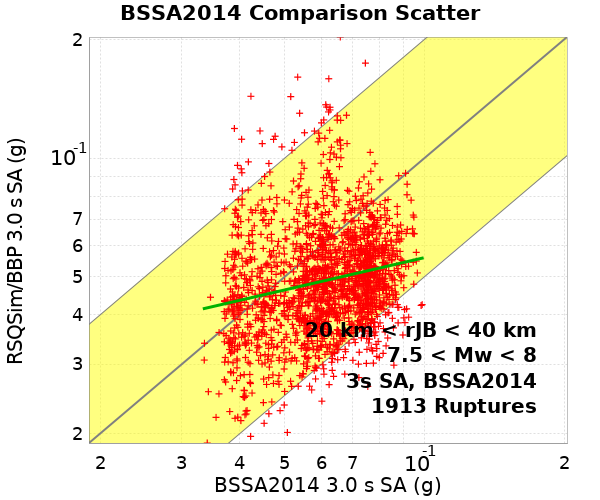 BSSA2014 Comparison Scatter
RSQSim/BBP 3.0 s SA (g)
2
10-1
7
6
5
4
3
2
20 km < rJB < 40 km
7.5 < Mw < 8
3s SA, BSSA2014
1913 Ruptures
2 3 4 5 6 7 10-1 2
BSSA2014 3.0 s SA (g)